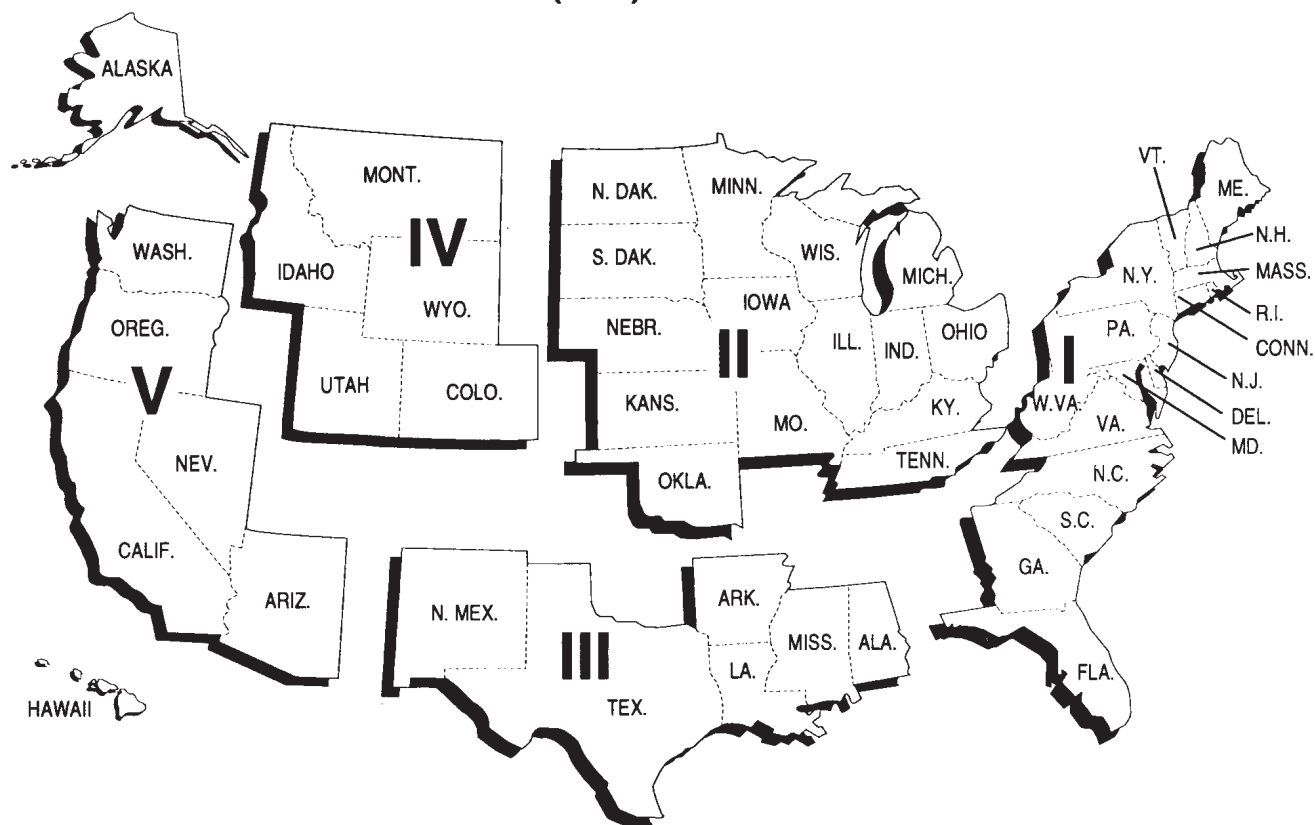 ALASKA
VT.
MONT.
N. DAK.
MINN.
ME.
IV
WASH.
IDAHO
S. DAK.
WIS.
MICH.
N.Y.
N.H.
MASS.
WYO.
IOWA
OREG.
NEBR.
OHIO
PA.
R.I.
II
ILL.
IND.
CONN.
I
V
UTAH
COLO.
KANS.
KY.
W.VA.
N.J.
MO.
VA.
DEL.
MD.
NEV.
TENN.
OKLA.
N.C.
S.C.
CALIF.
GA.
ARIZ.
N. MEX.
ARK.
III
MISS.
ALA.
LA.
FLA.
HAWAII
TEX.